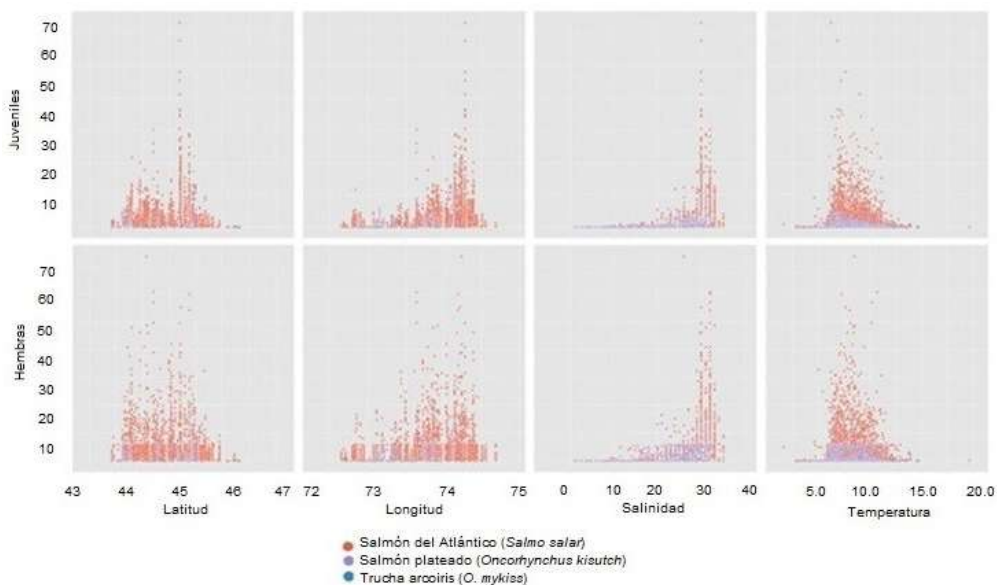 70
60
50
40
30
20
10
Juveniles
70
60
50
40
30
20
10
Hembras
43 44 45 46 47
Latitud
72 73 74 75
Longitud
0 10 20 30 40
Salinidad
5.0 10.0 15.0 20.0
Temperatura
Salmón del Atlántico (Salmo salar)
Salmón plateado (Oncorhynchus kisutch)
Trucha arcoiris (O. mykiss)